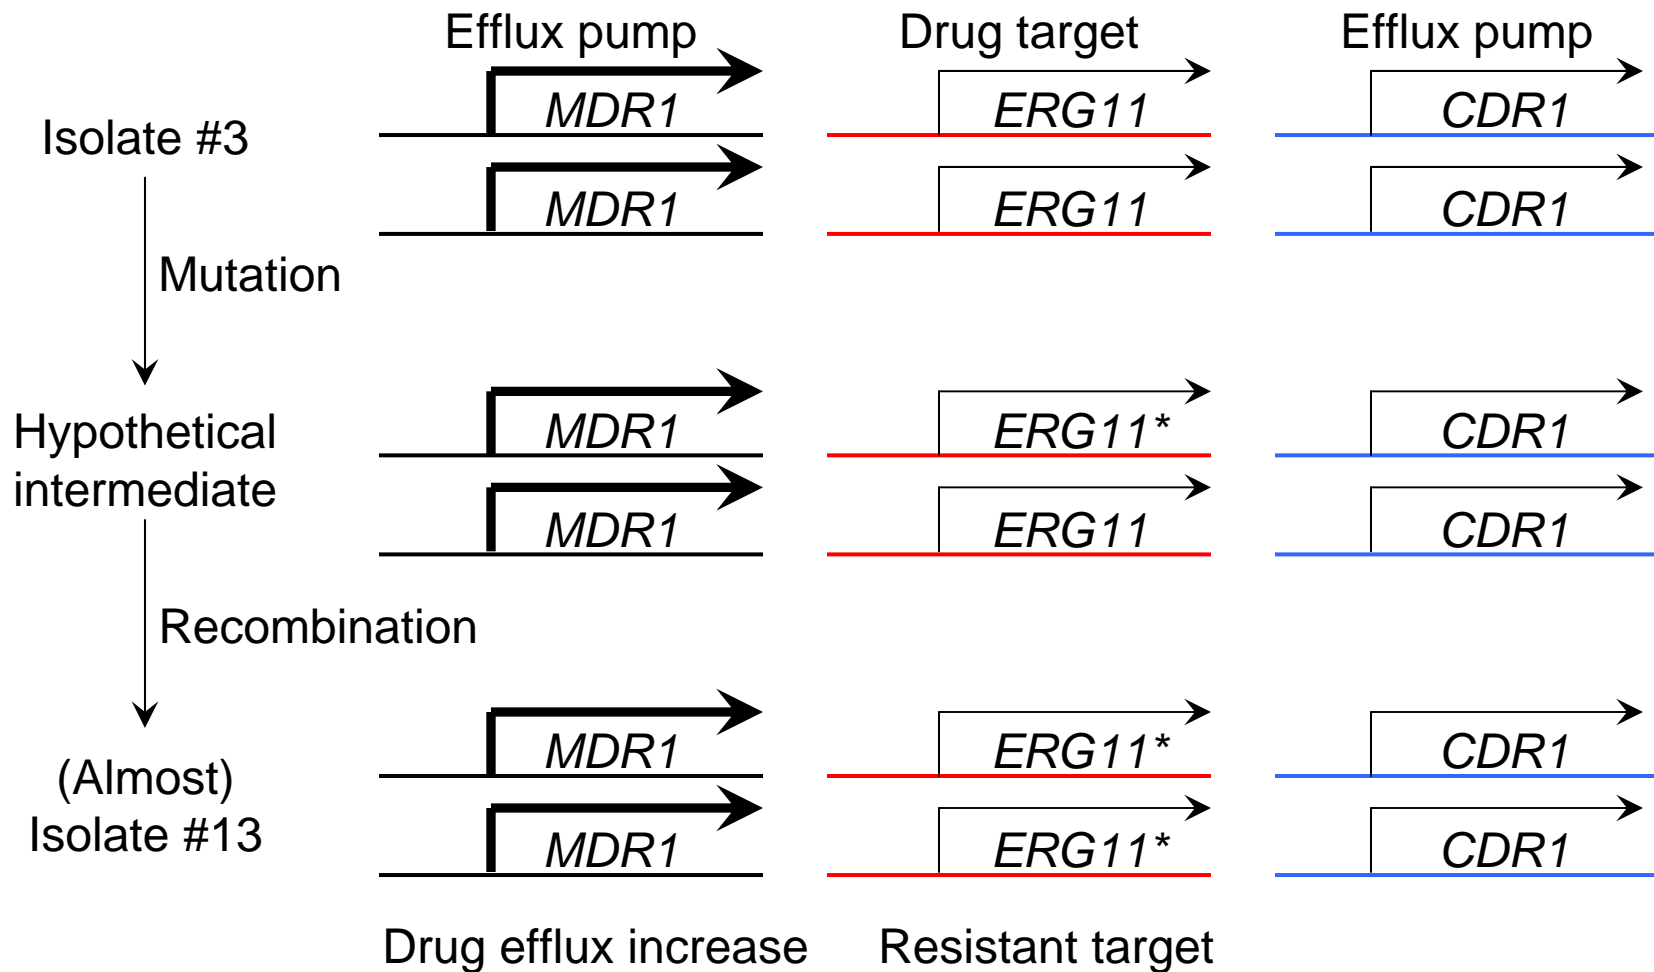 Efflux pump Drug target Efflux pump
Isolate #3
MDR1 ERG11 CDR1
MDR1 ERG11 CDR1
Mutation
Hypothetical
intermediate
MDR1 ERG11* CDR1
MDR1 ERG11 CDR1
Recombination
(Almost)
Isolate #13
MDR1 ERG11* CDR1
MDR1 ERG11* CDR1
Drug efflux increase Resistant target